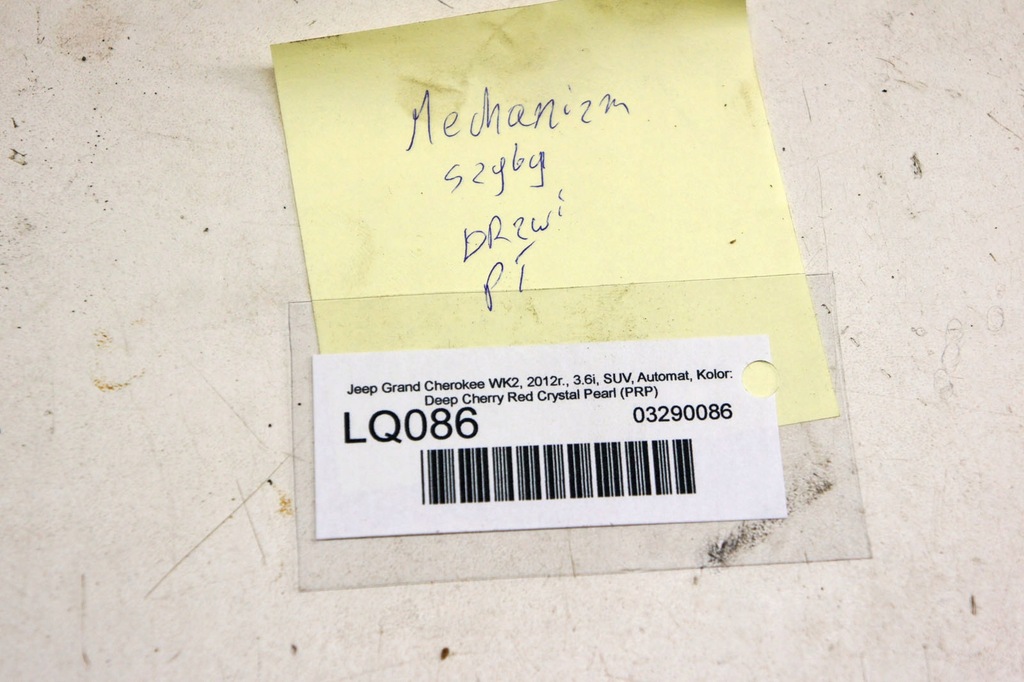 Mechanizm
szyby
DRzwi
PT
Jeep Grand Cherokee WK2, 2012r., 3.6i, SUV, Automat, Kolor:
Deep Cherry Red Crystal Pearl (PRP)
LQ086 03290086